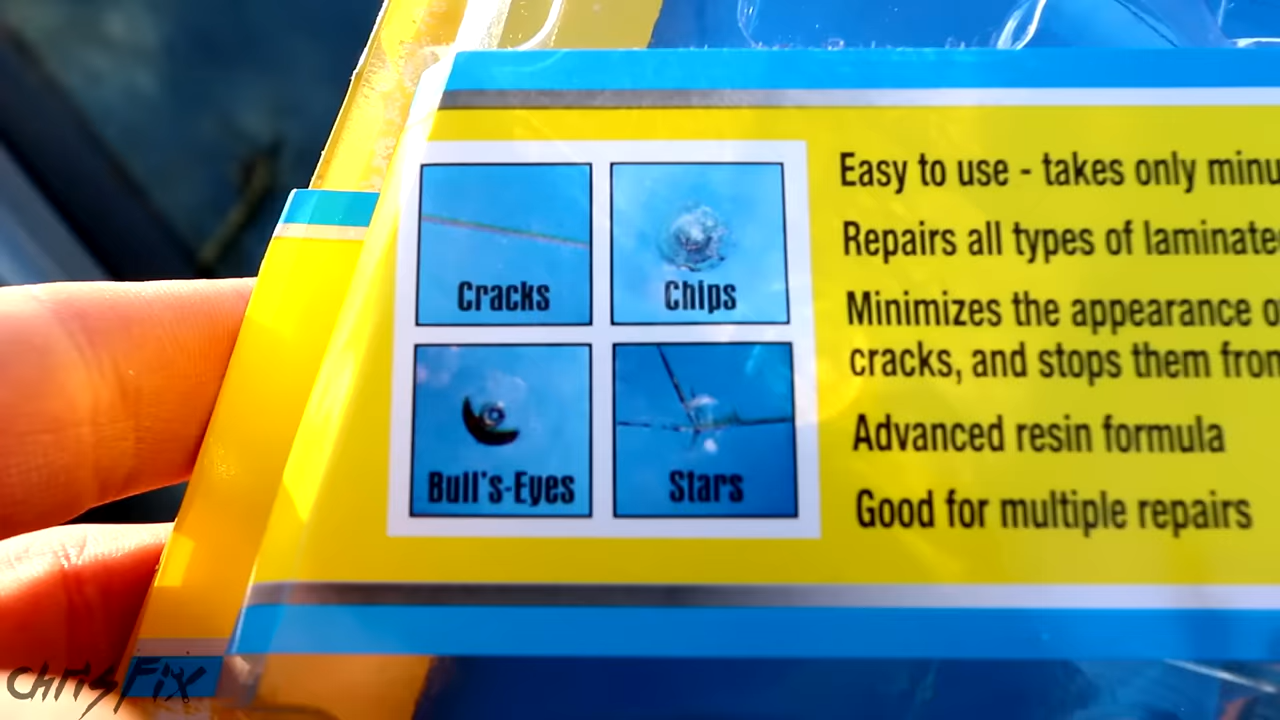 Cracks
Chips
Bull's-Eyes
Stars
Easy to use - takes only
Repairs all types of
Minimizes the appearance
cracks, and stops them
Advanced resin formula
Good for multiple repairs
chrisFix